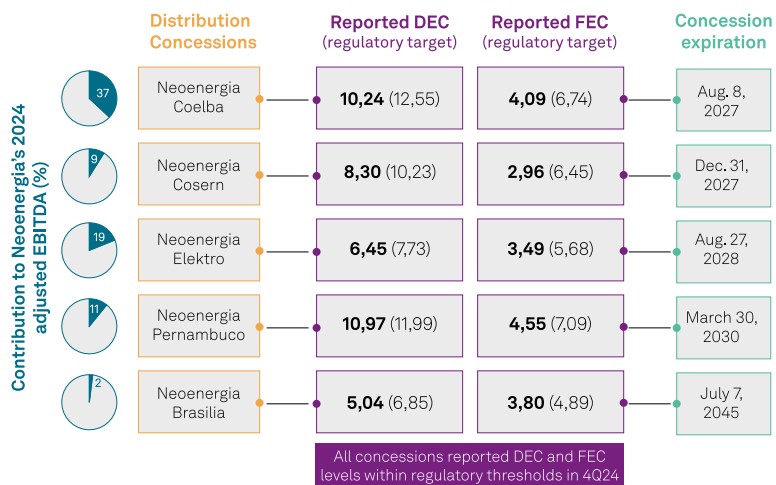 Distribution
Concessions
Reported DEC
(regulatory target)
Reported FEC
(regulatory target)
Concession
expiration
Contribution to Neoenergia's 2024
adjusted EBITDA (%)
37
Neoenergia
Coelba
10,24 (12,55)
4,09 (6,74)
Aug. 8,
2027
9
Neoenergia
Cosern
8,30 (10,23)
2,96 (6,45)
Dec. 31,
2027
19
Neoenergia
Elektro
6,45 (7,73)
3,49 (5,68)
Aug. 27,
2028
11
Neoenergia
Pernambuco
10,97 (11,99)
4,55 (7,09)
March 30,
2030
2
Neoenergia
Brasilia
5,04 (6,85)
3,80 (4,89)
July 7,
2045
All concessions reported DEC and FEC
levels within regulatory thresholds in 4Q24